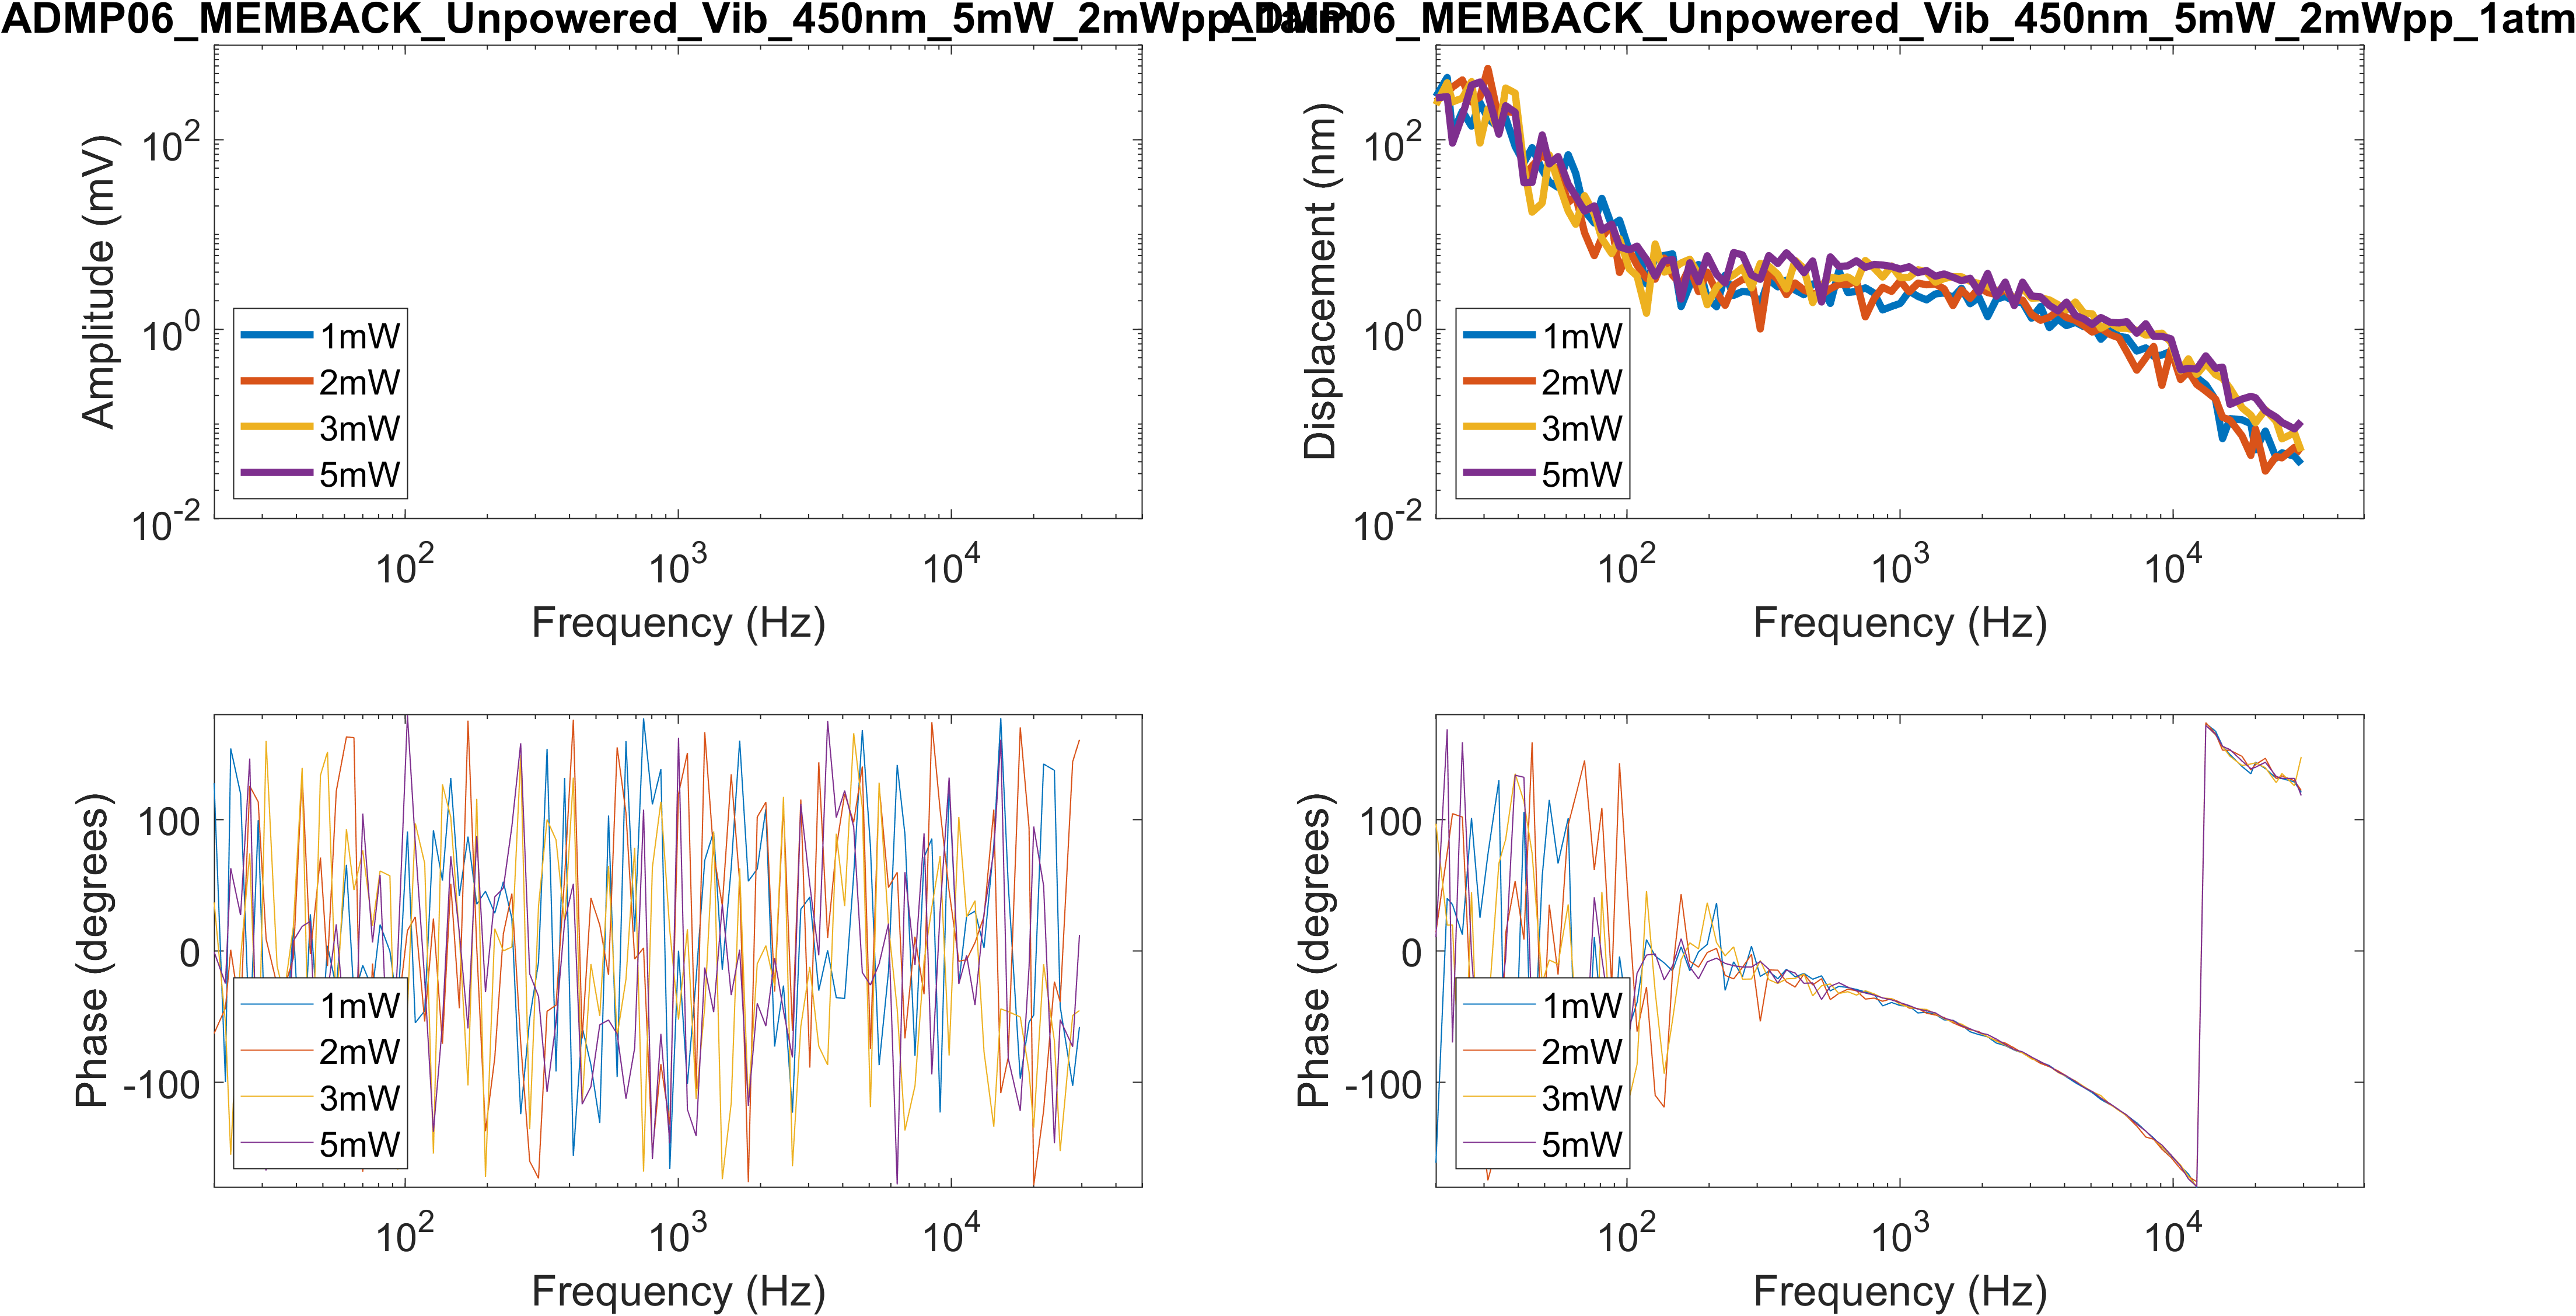 ADMP06_MEMBACK_Unpowered_Vib_450nm_5mW_2mWpp_1atm
ADMP06_MEMBACK_Unpowered_Vib_450nm_5mW_2mWpp_1atm
Amplitude (mV)
10^2
10^0
10^-2
1mW
2mW
3mW
5mW
10^2 10^3 10^4
Frequency (Hz)
Displacement (nm)
10^2
10^0
10^-2
1mW
2mW
3mW
5mW
10^2 10^3 10^4
Frequency (Hz)
Phase (degrees)
100
0
-100
1mW
2mW
3mW
5mW
10^2 10^3 10^4
Frequency (Hz)
Phase (degrees)
100
0
-100
1mW
2mW
3mW
5mW
10^2 10^3 10^4
Frequency (Hz)